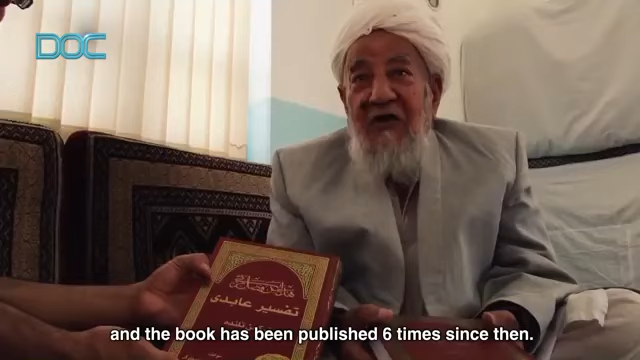 DOC
تفسیر عابدی
and the book has been published 6 times since then.